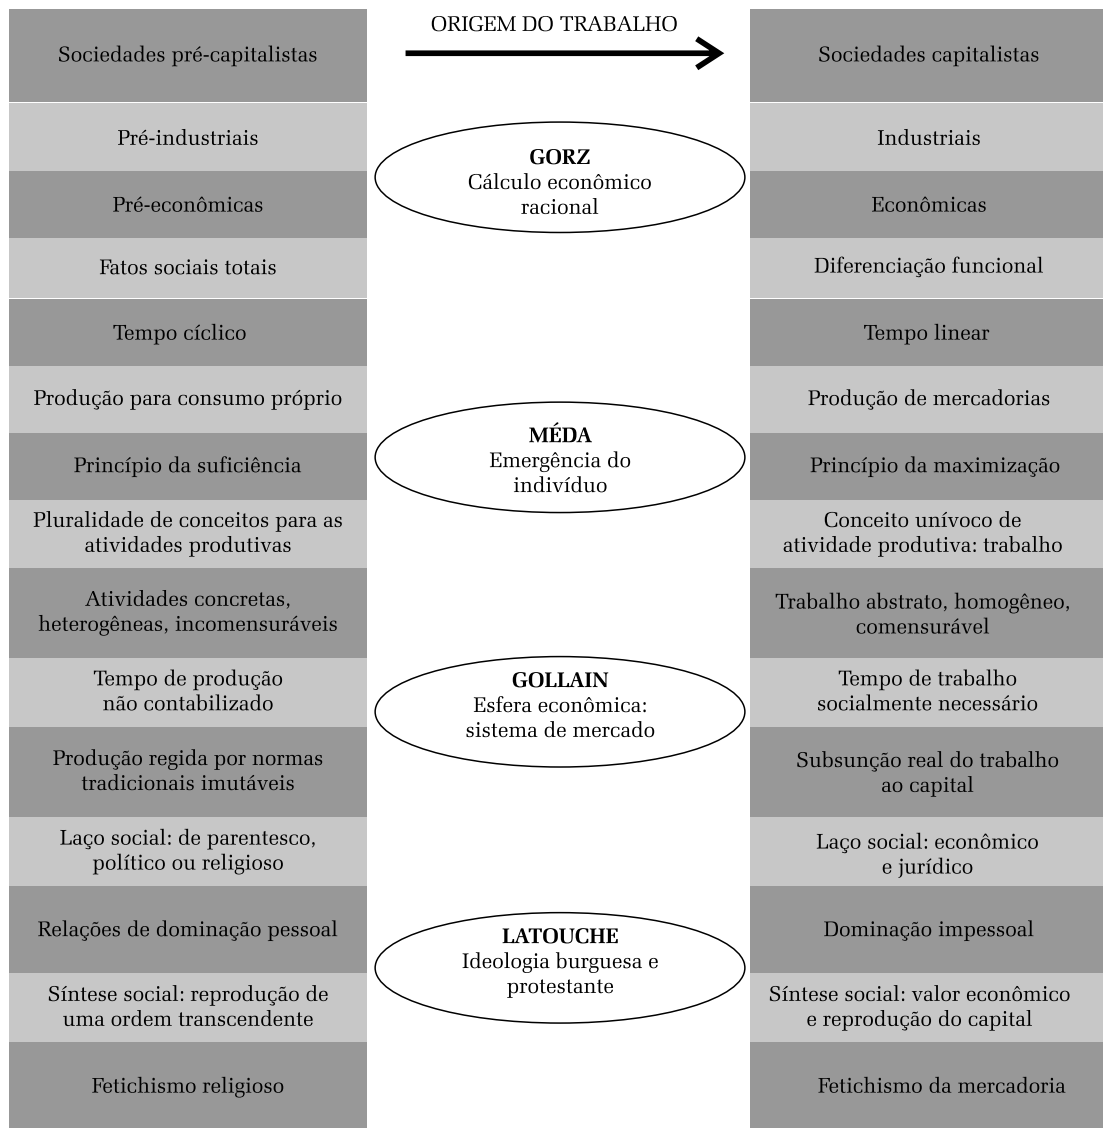 Sociedades pré-capitalistas
ORIGEM DO TRABALHO
Sociedades capitalistas
Pré-industriais
GORZ
Cálculo econômico
racional
Industriais
Pré-econômicas
Econômicas
Fatos sociais totais
Diferenciação funcional
Tempo cíclico
Tempo linear
Produção para consumo próprio
Produção de mercadorias
MÉDA
Emergência do
indivíduo
Princípio da suficiência
Princípio da maximização
Pluralidade de conceitos para as
atividades produtivas
Conceito unívoco de
atividade produtiva: trabalho
Atividades concretas,
heterogêneas, incomensuráveis
Trabalho abstrato, homogêneo,
comensurável
Tempo de produção
não contabilizado
GOLLAIN
Esfera econômica:
sistema de mercado
Tempo de trabalho
socialmente necessário
Produção regida por normas
tradicionais imutáveis
Subsunção real do trabalho
ao capital
Laço social: de parentesco,
político ou religioso
Laço social: econômico
e jurídico
Relações de dominação pessoal
LATOUCHE
Ideologia burguesa e
protestante
Dominação impessoal
Síntese social: reprodução de
uma ordem transcendente
Síntese social: valor econômico
e reprodução do capital
Fetichismo religioso
Fetichismo da mercadoria